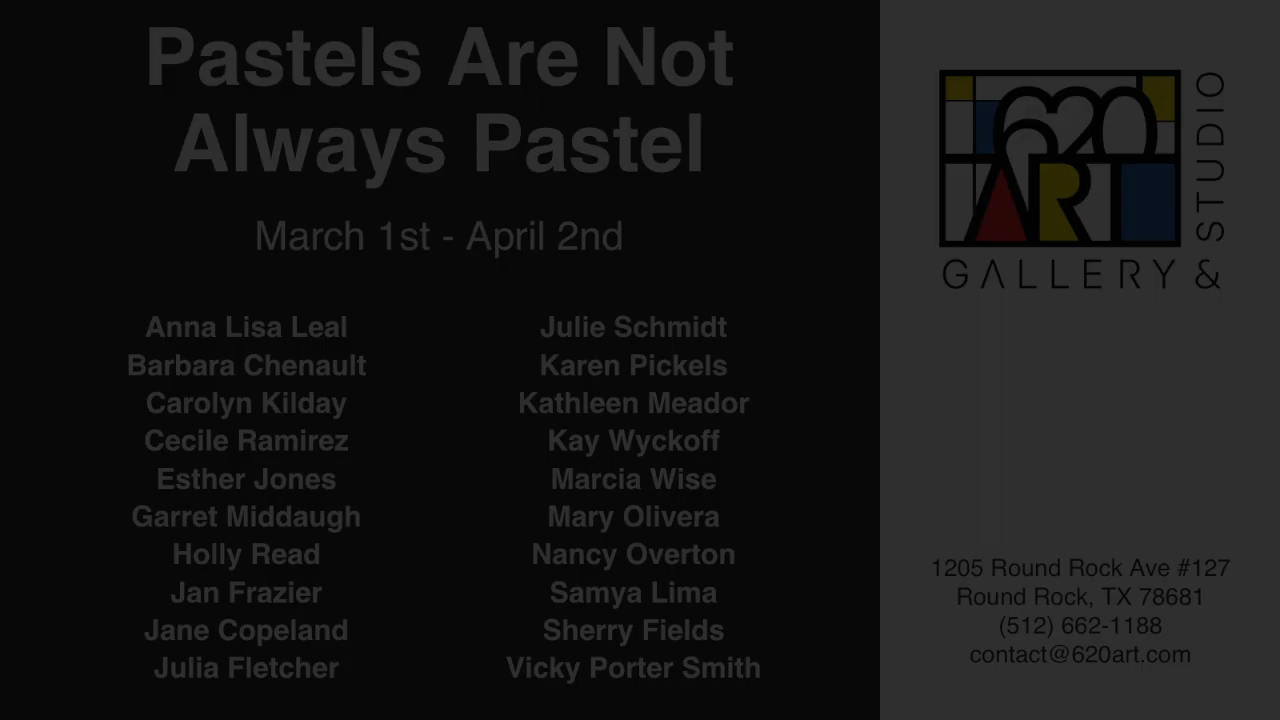 Pastels Are Not
Always Pastel
March 1st - April 2nd
Anna Lisa Leal
Barbara Chenault
Carolyn Kilday
Cecile Ramirez
Esther Jones
Garret Middaugh
Holly Read
Jan Frazier
Jane Copeland
Julia Fletcher
Julie Schmidt
Karen Pickels
Kathleen Meador
Kay Wyckoff
Marcia Wise
Mary Olivera
Nancy Overton
Samya Lima
Sherry Fields
Vicky Porter Smith
620
ART
GALLERY &
STUDIO
1205 Round Rock Ave #127
Round Rock, TX 78681
(512) 662-1188
contact@620art.com